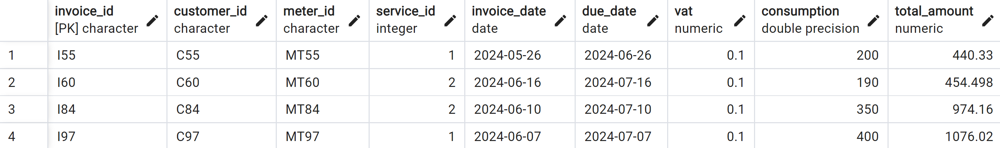 invoice_id customer_id meter_id service_id invoice_date due_date vat consumption total_amount
[PK] character character character integer date date numeric double precision numeric
1 I55 C55 MT55 1 2024-05-26 2024-06-26 0.1 200 440.33
2 I60 C60 MT60 2 2024-06-16 2024-07-16 0.1 190 454.498
3 I84 C84 MT84 2 2024-06-10 2024-07-10 0.1 350 974.16
4 I97 C97 MT97 1 2024-06-07 2024-07-07 0.1 400 1076.02